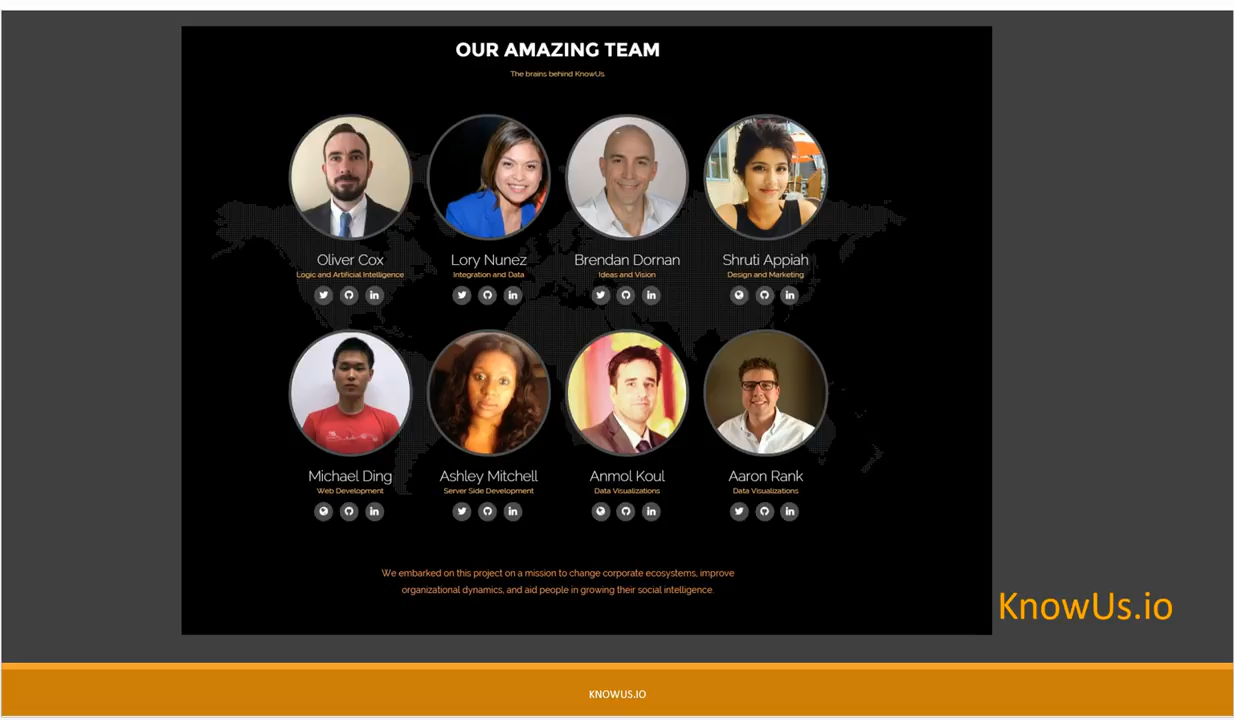 OUR AMAZING TEAM
The brains behind KnowUs.
Oliver Cox
Logic and Artificial Intelligence
Lory Nunez
Integration and Data
Brendan Dornan
Ideas and Vision
Shruti Appiah
Design and Marketing
Michael Ding
Web Development
Ashley Mitchell
Server Side Development
Anmol Koul
Data Visualizations
Aaron Rank
Data Visualizations
We embarked on this project on a mission to change corporate ecosystems, improve
organizational dynamics, and aid people in growing their social intelligence.
KnowUs.io
KNOWUS.IO